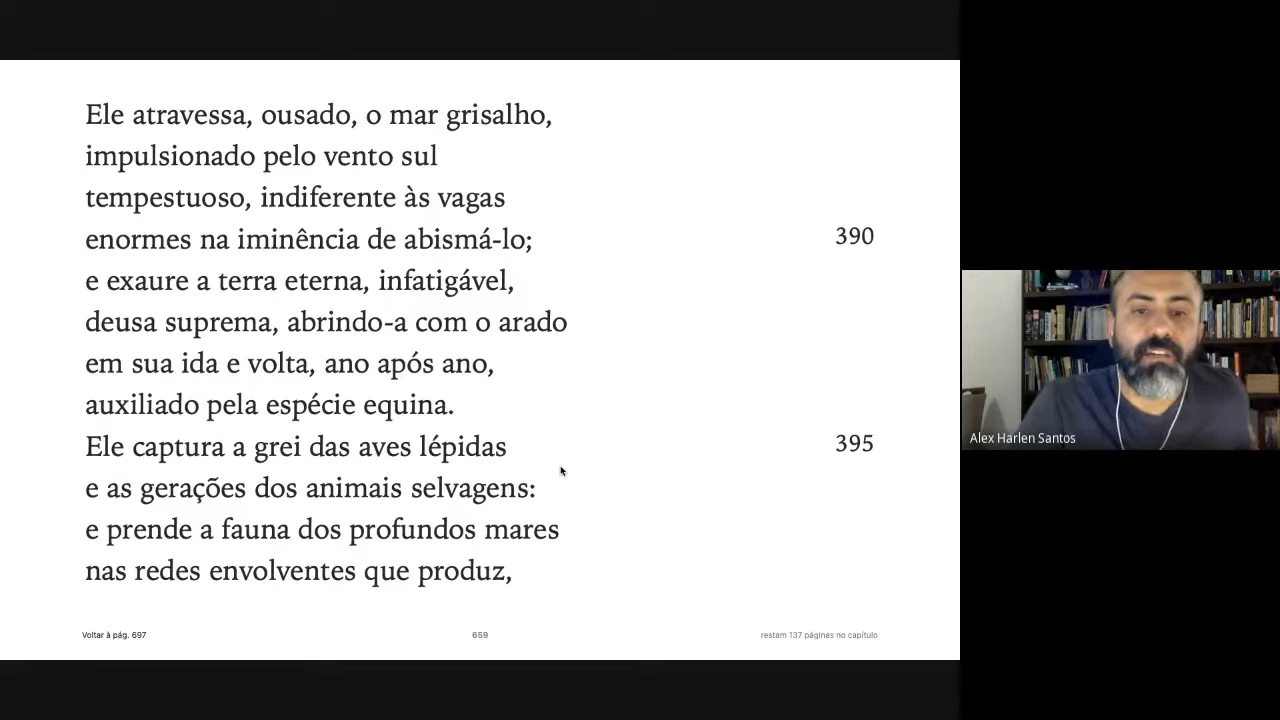 Ele atravessa, ousado, o mar grisalho,
impulsionado pelo vento sul
tempestuoso, indiferente às vagas
enormes na iminência de abismá-lo;
390
e exaure a terra eterna, infatigável,
deusa suprema, abrindo-a com o arado
em sua ida e volta, ano após ano,
auxiliado pela espécie equina.
Ele captura a grei das aves lépidas
395
e as gerações dos animais selvagens:
e prende a fauna dos profundos mares
nas redes envolventes que produz,
Voltar à pág. 697
659
restam 137 páginas no capítulo
Alex Harlen Santos